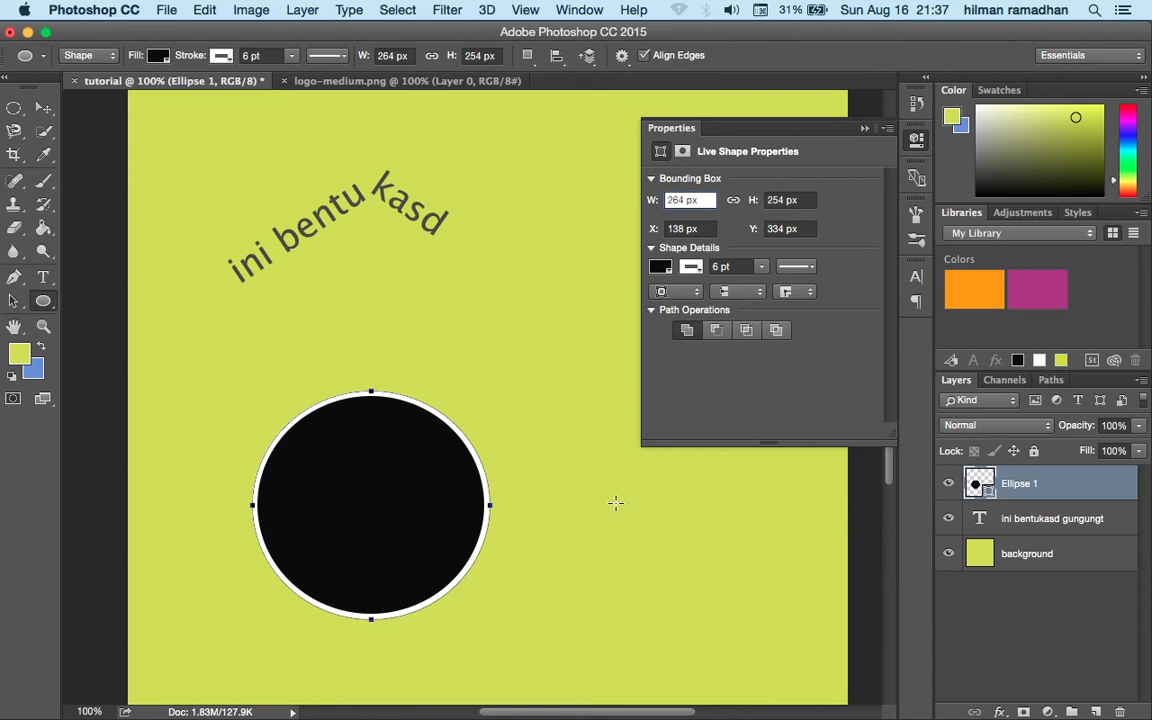 Photoshop CC File Edit Image Layer Type Select Filter 3D View Window Help 31% Sun Aug 16 21:37 hilman ramadhan
Adobe Photoshop CC 2015
Shape Fill: Stroke: 6 pt W: 264 px H: 254 px Align Edges Essentials
tutorial @ 100% (Ellipse 1, RGB/8) * logo-medium.png @ 100% (Layer 0, RGB/8#)
Color Swatches
Properties
Live Shape Properties
Bounding Box
W: 264 px H: 254 px
X: 138 px Y: 334 px
Shape Details
6 pt
Path Operations
ini bentu kasd
Libraries Adjustments Styles
My Library
Colors
St
Layers Channels Paths
Kind
Normal Opacity: 100%
Lock: Fill: 100%
Ellipse 1
ini bentukasd gungungt
background
100% Doc: 1.83M/127.9K